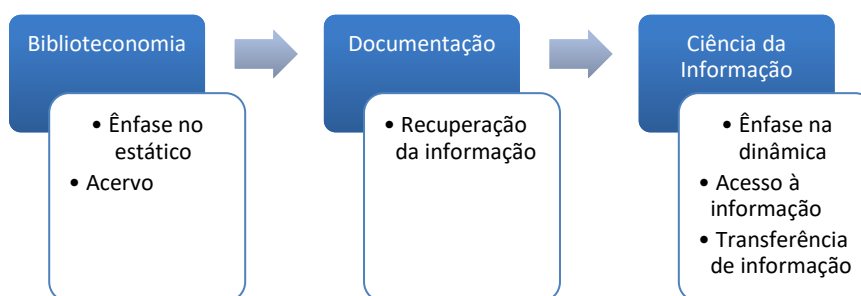 Biblioteconomia
• Ênfase no
estático
• Acervo
Documentação
• Recuperação
da informação
Ciência da
Informação
• Ênfase na
dinâmica
• Acesso à
informação
• Transferência
de informação